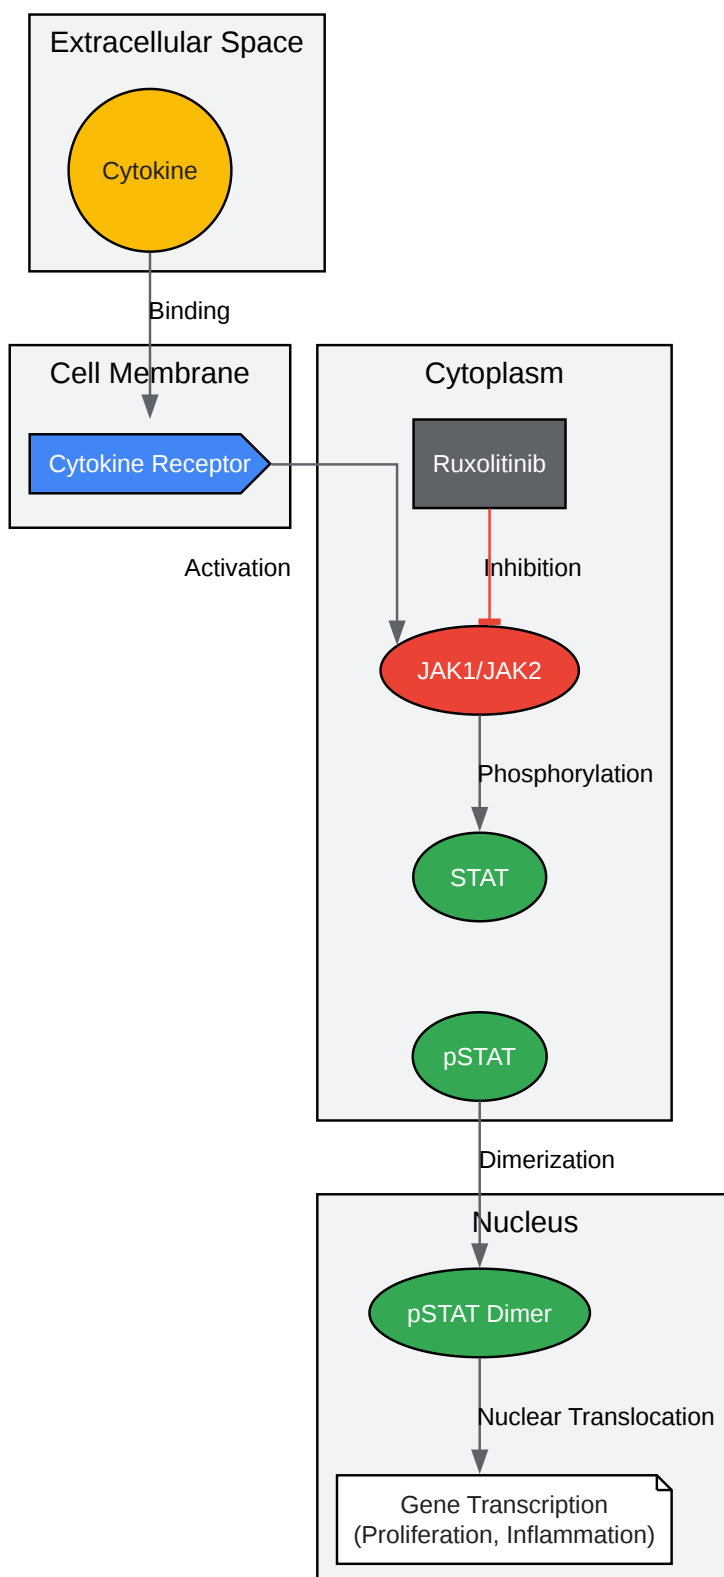 Extracellular Space
Cytokine
Binding
Cell Membrane
Cytokine Receptor
Cytoplasm
Ruxolitinib
Activation
Inhibition
JAK1/JAK2
Phosphorylation
STAT
pSTAT
Dimerization
Nucleus
pSTAT Dimer
Nuclear Translocation
Gene Transcription
(Proliferation, Inflammation)